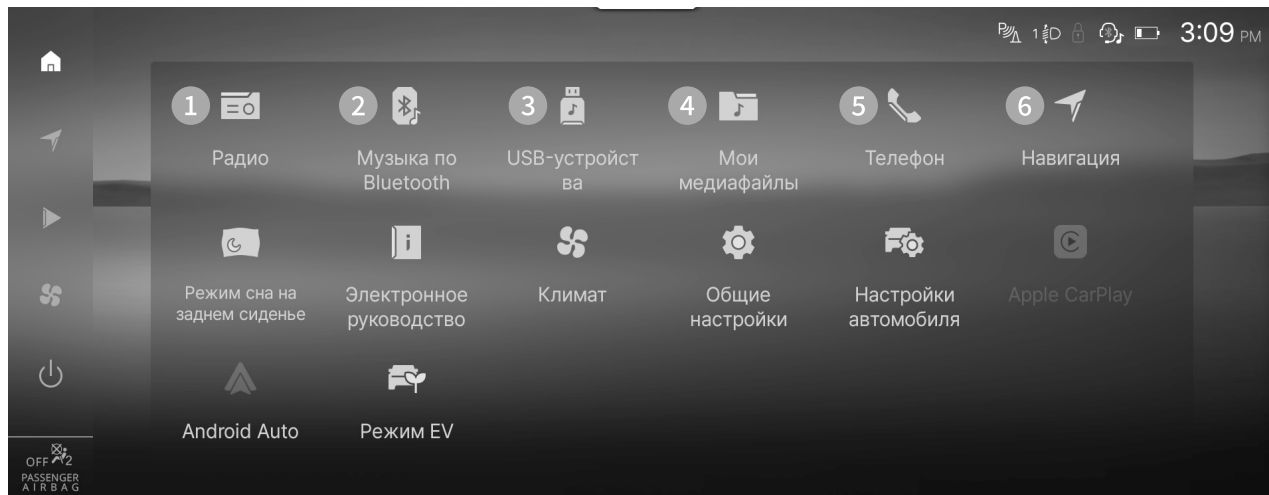 1
3:09 PM
1 2 3 4 5 6
Радио
Музыка по
Bluetooth
USB-устройст
ва
Мои
медиафайлы
Телефон
Навигация
Режим сна на
заднем сиденье
Электронное
руководство
Климат
Общие
настройки
Настройки
автомобиля
Apple CarPlay
Android Auto
Режим EV
OFF 2
PASSENGER
AIRBAG